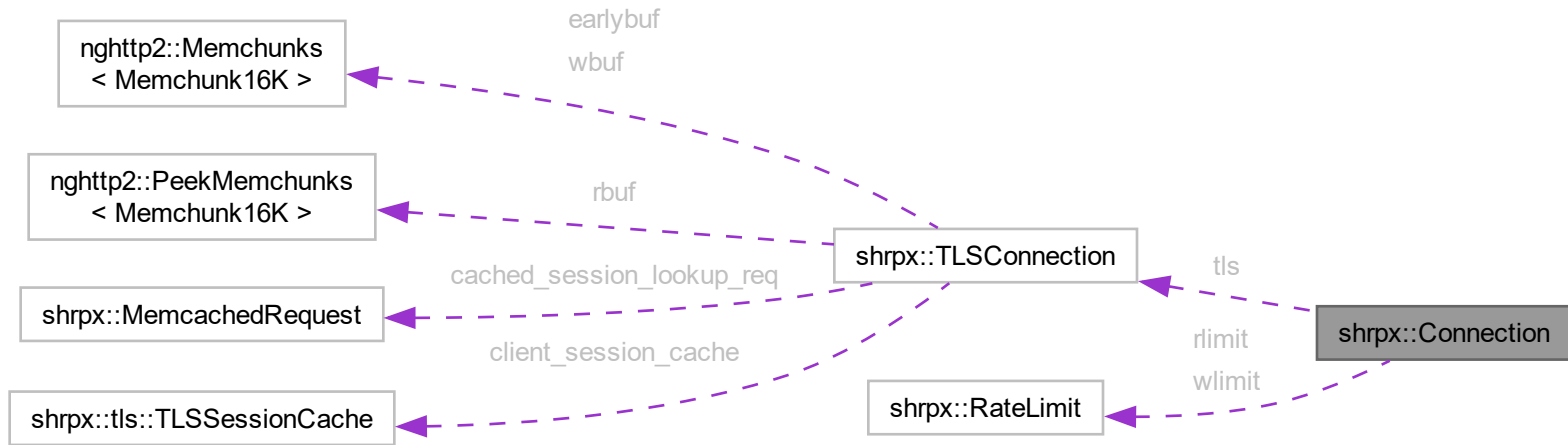 earlybuf
wbuf
nghttp2::Memchunks
< Memchunk16K >
nghttp2::PeekMemchunks
< Memchunk16K >
rbuf
shrpx::TLSConnection
tls
cached_session_lookup_req
shrpx::MemcachedRequest
shrpx::Connection
rlimit
wlimit
client_session_cache
shrpx::tls::TLSSessionCache
shrpx::RateLimit